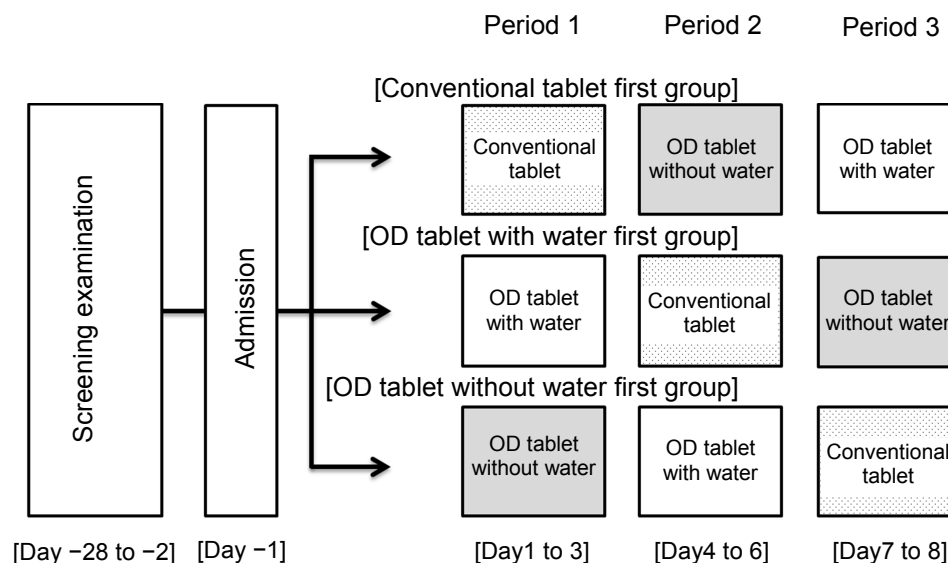 Period 1
Period 2
Period 3
Screening examination
Admission
[Conventional tablet first group]
Conventional
tablet
OD tablet
without water
OD tablet
with water
[OD tablet with water first group]
OD tablet
with water
Conventional
tablet
OD tablet
without water
[OD tablet without water first group]
OD tablet
without water
OD tablet
with water
Conventional
tablet
[Day −28 to −2]
[Day −1]
[Day1 to 3]
[Day4 to 6]
[Day7 to 8]